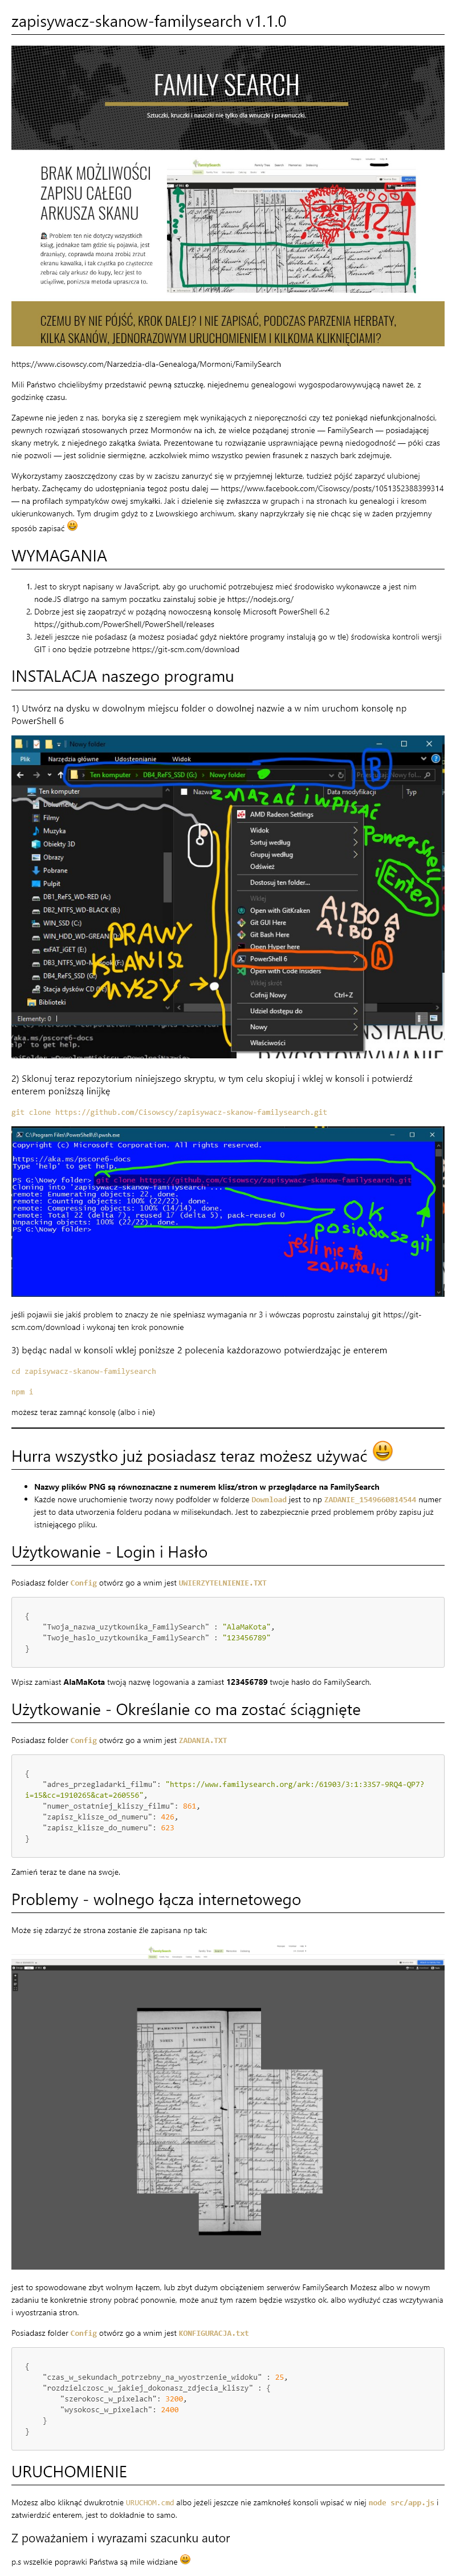 zapisywacz-skanow-familysearch v1.1.0
FAMILY SEARCH
Sztuczki, kruczki i nauczki nie tylko dla wnuczki i prawniczki.
BRAK MOŻLIWOŚCI
ZAPISU CAŁEGO
ARKUSZA SKANU
Problem ten nie dotyczy wszystkich
ksiąg, jednakże tam gdzie się pojawia, jest
drażniący, coprawda można zrobić zrzut
ekranu kawałka, i tak cząstka po cząsteczce
zebrać cały arkusz do kupy, lecz jest to
uciążliwe, poniższa metoda upraszcza to.
CZEMU BY NIE PÓJŚĆ, KROK DALEJ? I NIE ZAPISAĆ, PODCZAS PARZENIA HERBATY,
KILKA SKANÓW, JEDNORAZOWYM URUCHOMIENIEM I KILKOMA KLIKNIĘCIAMI?
https://www.cisowscy.com/Narzedzia-dla-Genealoga/Mormoni/FamilySearch
Mili Państwo chcielibyśmy przedstawić pewną sztuczkę, niejednemu genealogowi wygospodarowywującą nawet że, z
godzinkę czasu.
Zapewne nie jeden z nas, boryka się z szeregiem męk wynikających z nieporęczności czy też poniekąd niefunkcjonalności,
pewnych rozwiązań stosowanych przez Mormonów na ich, że wielce pożądanej stronie — FamilySearch — posiadającej
skany metryk, z niejednego zakątka świata. Prezentowane tu rozwiązanie usprawniające pewną niedogodność — póki czas
nie pozwoli — jest solidnie siermiężne, aczkolwiek mimo wszystko pewien frasunek z naszych bark zdejmuje.
Wykorzystamy zaoszczędzony czas by w zaciszu zanurzyć się w przyjemnej lekturze, tudzież pójść zaparzyć ulubionej
herbaty. Zachęcamy do udostępniania tegoż postu dalej — https://www.facebook.com/Cisowscy/posts/1051352388399314
— na profilach sympatyków owej smykałki. Jak i dzielenie się zwłaszcza w grupach i na stronach ku genealogi i kresom
ukierunkowanych. Tym drugim gdyż to z Lwowskiego archiwum, skany naprzykrzały się nie chcąc się w żaden przyjemny
sposób zapisać
WYMAGANIA
1. Jest to skrypt napisany w JavaScript, aby go uruchomić potrzebujesz mieć środowisko wykonawcze a jest nim
node.JS dlatrgo na samym poczatku zainstaluj sobie je https://nodejs.org/
2. Dobrze jest się zaopatrzyć w pożądną nowoczesną konsolę Microsoft PowerShell 6.2
https://github.com/PowerShell/PowerShell/releases
3. Jeżeli jeszcze nie pośadasz (a możesz posiadać gdyż niektóre programy instalują go w tle) środowiska kontroli wersji
GIT i ono będzie potrzebne https://git-scm.com/download
INSTALACJA naszego programu
1) Utwórz na dysku w dowolnym miejscu folder o dowolnej nazwie a w nim uruchom konsolę np
PowerShell 6
Nowy folder
Plik Narzędzia główne Udostępnianie Widok
Ten komputer > DB4_ReFS_SSD (G:) > Nowy folder
B
Ten komputer
Dokumenty
Filmy
Muzyka
Obiekty 3D
Obrazy
Pobrane
Pulpit
DB1_ReFS_WD-RED (A:)
DB2_NTFS_WD-BLACK (B:)
WIN_SSD (C:)
WIN_HDD_WD-GREAN (D:)
exFAT_iGET (E:)
DB3_NTFS_WD-M
DB4_ReFS_SSD (G:)
Stacja dysków CD
Biblioteki
Elementy: 0
Nazwa Data modyfikacji Typ
AMD Radeon Settings
Widok
Sortuj według
Grupuj według
Odśwież
Dostosuj ten folder...
Wklej
Open with GitKraken
Git GUI Here
Git Bash Here
Open Hyper here
PowerShell 6
Open with Code Insiders
Wklej skrót
Cofnij Nowy Ctrl+Z
Udziel dostępu do
Nowy
Właściwości
ZMAZAĆ i WPISAĆ
Powershell
i Enter
ALBO A
ALBO B
A
PRAWY
KLAWISZ
MYSZY
2) Sklonuj teraz repozytorium niniejszego skryptu, w tym celu skopiuj i wklej w konsoli i potwierdź
enterem poniższą linijkę
git clone https://github.com/Cisowscy/zapisywacz-skanow-familysearch.git
C:\Program Files\PowerShell\6\pwsh.exe
Copyright (c) Microsoft Corporation. All rights reserved.
https://aka.ms/pscore6-docs
Type 'help' to get help.
PS G:\Nowy folder> git clone https://github.com/Cisowscy/zapisywacz-skanow-familysearch.git
Cloning into 'zapisywacz-skanow-familysearch'...
remote: Enumerating objects: 22, done.
remote: Counting objects: 100% (22/22), done.
remote: Compressing objects: 100% (14/14), done.
remote: Total 22 (delta 7), reused 17 (delta 5), pack-reused 0
Unpacking objects: 100% (22/22), done.
PS G:\Nowy folder>
OK
posiadasz git
jeśli nie to
zainstaluj
jeśli pojawii sie jakiś problem to znaczy że nie spełniasz wymagania nr 3 i wówczas poprostu zainstaluj git https://git-
scm.com/download i wykonaj ten krok ponownie
3) będąc nadal w konsoli wklej poniższe 2 polecenia każdorazowo potwierdzając je enterem
cd zapisywacz-skanow-familysearch
npm i
możesz teraz zamnąć konsolę (albo i nie)
Hurra wszystko już posiadasz teraz możesz używać
• Nazwy plików PNG są równoznaczne z numerem klisz/stron w przeglądarce na FamilySearch
• Każde nowe uruchomienie tworzy nowy podfolder w folderze Download jest to np ZADANIE_1549660814544 numer
jest to data utworzenia folderu podana w milisekundach. Jest to zabezpiecznie przed problemem próby zapisu już
istniejącego pliku.
Użytkowanie - Login i Hasło
Posiadasz folder Config otwórz go a wnim jest UWIERZYTELNIENIE.TXT
{
"Twoja_nazwa_uzytkownika_FamilySearch" : "AlaMaKota",
"Twoje_haslo_uzytkownika_FamilySearch" : "123456789"
}
Wpisz zamiast AlaMaKota twoją nazwę logowania a zamiast 123456789 twoje hasło do FamilySearch.
Użytkowanie - Określanie co ma zostać ściągnięte
Posiadasz folder Config otwórz go a wnim jest ZADANIA.TXT
{
"adres_przegladarki_filmu": "https://www.familysearch.org/ark:/61903/3:1:33S7-9RQ4-QP7?
i=15&cc=1910265&cat=260556",
"numer_ostatniej_kliszy_filmu": 861,
"zapisz_klisze_od_numeru": 426,
"zapisz_klisze_do_numeru": 623
}
Zamień teraz te dane na swoje.
Problemy - wolnego łącza internetowego
Może się zdarzyć że strona zostanie źle zapisana np tak:
jest to spowodowane zbyt wolnym łączem, lub zbyt dużym obciążeniem serwerów FamilySearch Możesz albo w nowym
zadaniu te konkretnie strony pobrać ponownie, może anuż tym razem będzie wszystko ok. albo wydłużyć czas wczytywania
i wyostrzania stron.
Posiadasz folder Config otwórz go a wnim jest KONFIGURACJA.txt
{
"czas_w_sekundach_potrzebny_na_wyostrzenie_widoku" : 25,
"rozdzielczosc_w_jakiej_dokonasz_zdjecia_kliszy" : {
"szerokosc_w_pixelach": 3200,
"wysokosc_w_pixelach": 2400
}
}
URUCHOMIENIE
Możesz albo kliknąć dwukrotnie URUCHOM.cmd albo jeżeli jeszcze nie zamknołeś konsoli wpisać w niej node src/app.js i
zatwierdzić enterem, jest to dokładnie to samo.
Z poważaniem i wyrazami szacunku autor
p.s wszelkie poprawki Państwa są mile widziane